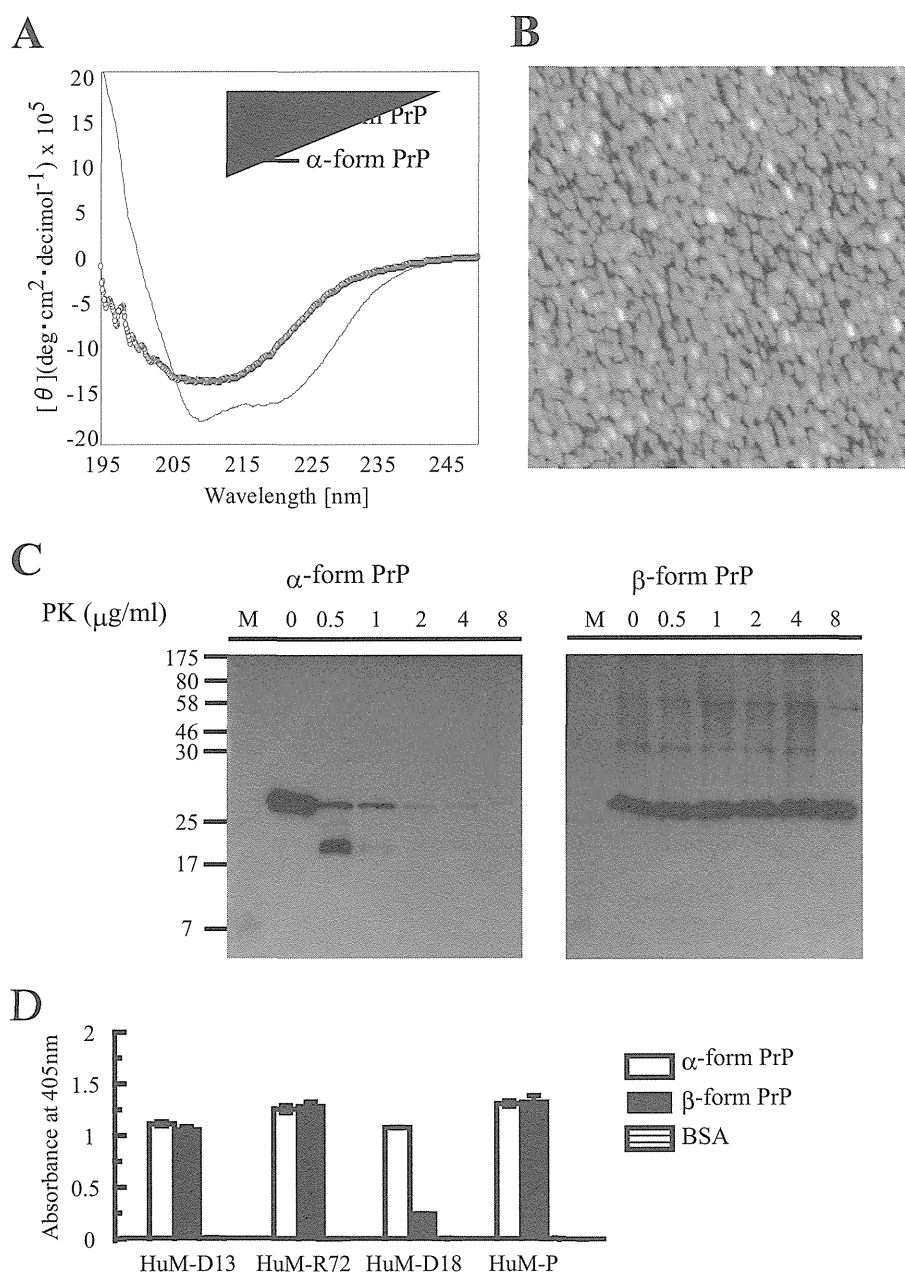 A
[θ](deg·cm²·decimol⁻¹) x 10⁵
20
15
10
5
0
-5
-10
-15
-20
PrP
α-form PrP
195 205 215 225 235 245
Wavelength [nm]
B
C
α-form PrP
β-form PrP
PK (μg/ml)
M 0 0.5 1 2 4 8
M 0 0.5 1 2 4 8
175
80
58
46
30
25
17
7
D
Absorbance at 405nm
2
1.5
1
0.5
0
HuM-D13 HuM-R72 HuM-D18 HuM-P
α-form PrP
β-form PrP
BSA